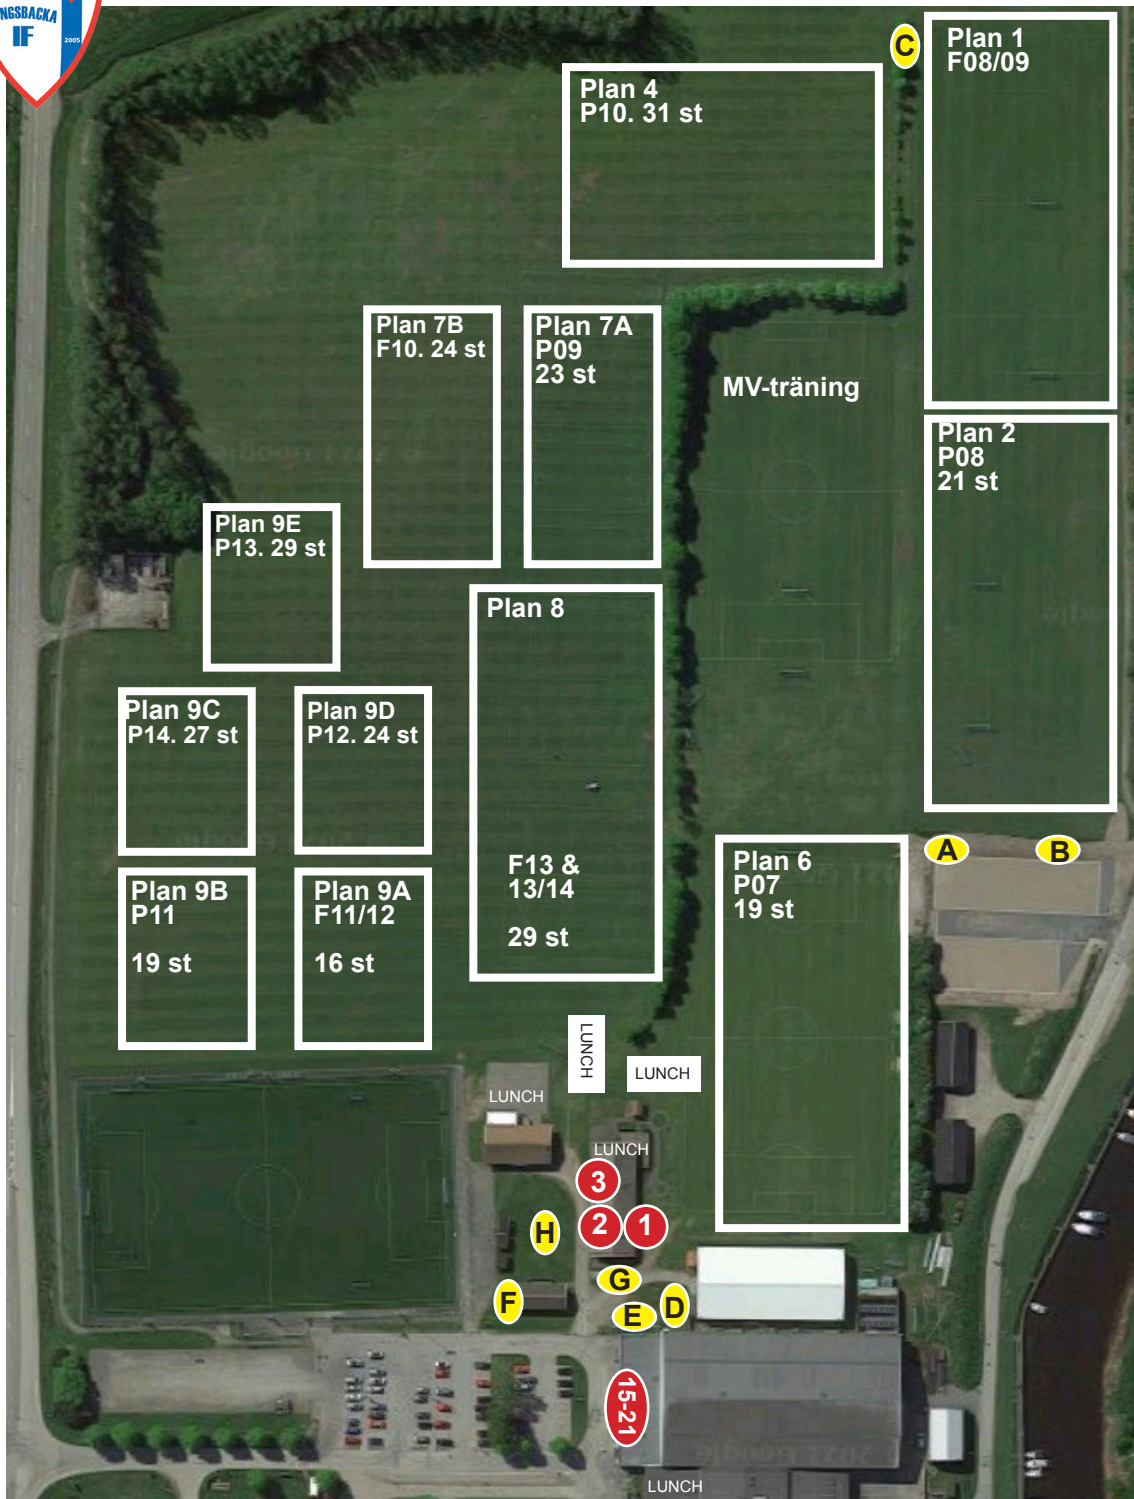 NGSBACKA
IF
2005
C
Plan 1
F08/09
Plan 4
P10. 31 st
Plan 7B
F10. 24 st
Plan 7A
P09
23 st
MV-träning
Plan 2
P08
21 st
Plan 9E
P13. 29 st
Plan 8
F13 &
13/14
29 st
Plan 9C
P14. 27 st
Plan 9D
P12. 24 st
Plan 9B
P11
19 st
Plan 9A
F11/12
16 st
Plan 6
P07
19 st
A
B
LUNCH
LUNCH
LUNCH
LUNCH
3
2
1
H
G
F
E
D
15-21
LUNCH